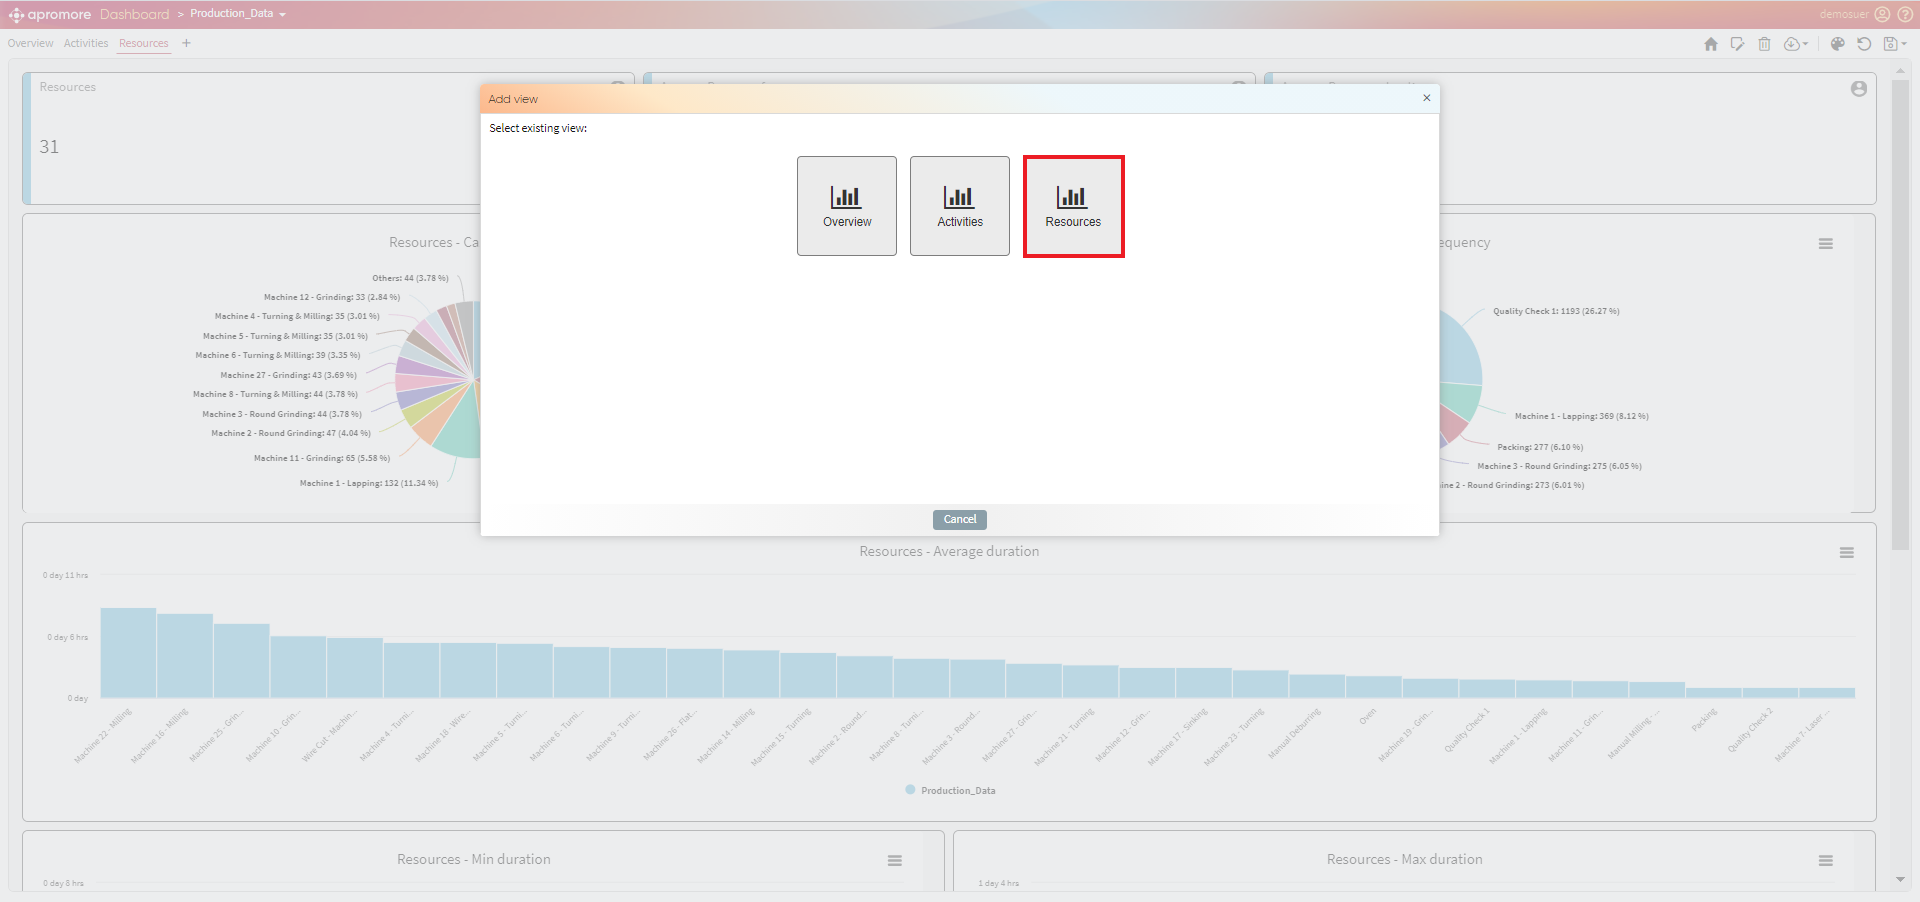 apromore Dashboard > Production_Data
demosuer
Overview Activities Resources +
Resources
31
Add view
Select existing view:
Overview
Activities
Resources
Cancel
Resources - Ca
Others: 44 (3.78 %)
Machine 12 - Grinding: 33 (2.84 %)
Machine 4 - Turning & Milling: 35 (3.01 %)
Machine 5 - Turning & Milling: 35 (3.01 %)
Machine 6 - Turning & Milling: 39 (3.35 %)
Machine 27 - Grinding: 43 (3.69 %)
Machine 8 - Turning & Milling: 44 (3.78 %)
Machine 3 - Round Grinding: 44 (3.78 %)
Machine 2 - Round Grinding: 47 (4.04 %)
Machine 11 - Grinding: 65 (5.58 %)
Machine 1 - Lapping: 132 (11.34 %)
equency
Quality Check 1: 1193 (26.27 %)
Machine 1 - Lapping: 369 (8.12 %)
Packing: 277 (6.10 %)
Machine 3 - Round Grinding: 275 (6.05 %)
ine 2 - Round Grinding: 273 (6.01 %)
Resources - Average duration
0 day 11 hrs
0 day 6 hrs
0 day
Machine 22 - Milling
Machine 16 - Milling
Machine 25 - Grin...
Machine 10 - Grin...
Wire Cut - Machin...
Machine 4 - Turni...
Machine 18 - Wire...
Machine 5 - Turni...
Machine 6 - Turni...
Machine 9 - Turni...
Machine 26 - Flat...
Machine 14 - Milling
Machine 15 - Turning
Machine 2 - Round...
Machine 8 - Turni...
Machine 3 - Round...
Machine 27 - Grin...
Machine 21 - Turning
Machine 12 - Grin...
Machine 17 - Sinking
Machine 23 - Turning
Manual Deburring
Oven
Machine 19 - Grin...
Quality Check 1
Machine 1 - Lapping
Machine 11 - Grin...
Manual Milling - ...
Packing
Quality Check 2
Machine 7- Laser ...
Production_Data
Resources - Min duration
0 day 8 hrs
Resources - Max duration
1 day 4 hrs